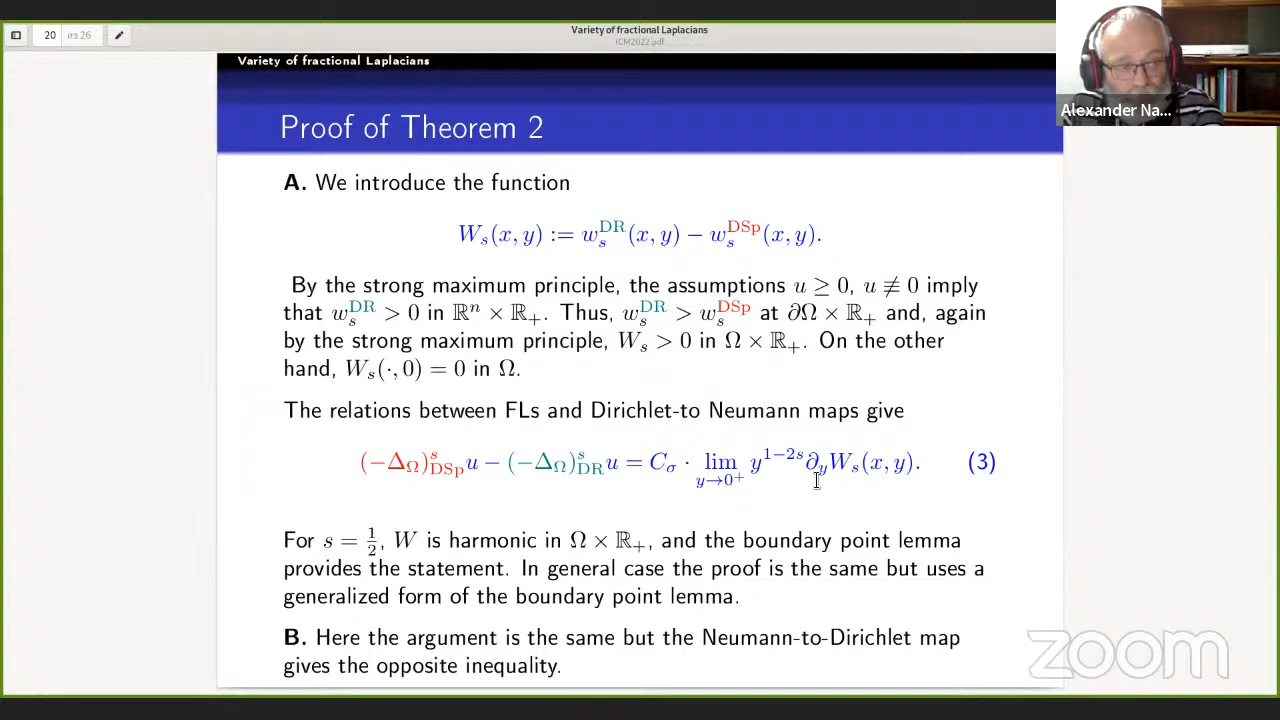 20 из 26
Variety of fractional Laplacians
ICM2022.pdf
Alexander Na...
Variety of fractional Laplacians
Proof of Theorem 2
A. We introduce the function
W_s(x, y) := w_s^{DR}(x, y) − w_s^{DSp}(x, y).
By the strong maximum principle, the assumptions u ≥ 0, u ≢ 0 imply
that w_s^{DR} > 0 in ℝⁿ × ℝ₊. Thus, w_s^{DR} > w_s^{DSp} at ∂Ω × ℝ₊ and, again
by the strong maximum principle, W_s > 0 in Ω × ℝ₊. On the other
hand, W_s(·, 0) = 0 in Ω.
The relations between FLs and Dirichlet-to Neumann maps give
(−Δ_Ω)^s_{DSp} u − (−Δ_Ω)^s_{DR} u = C_σ · lim_{y→0⁺} y^{1−2s} ∂_y W_s(x, y). (3)
For s = 1/2, W is harmonic in Ω × ℝ₊, and the boundary point lemma
provides the statement. In general case the proof is the same but uses a
generalized form of the boundary point lemma.
B. Here the argument is the same but the Neumann-to-Dirichlet map
gives the opposite inequality.
zoom